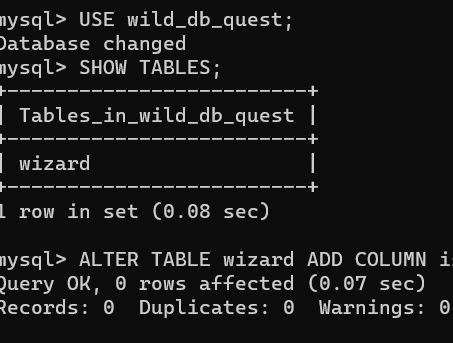 mysql> USE wild_db_quest;
Database changed
mysql> SHOW TABLES;
+------------------------+
| Tables_in_wild_db_quest |
+------------------------+
| wizard                 |
+------------------------+
1 row in set (0.08 sec)
mysql> ALTER TABLE wizard ADD COLUMN
Query OK, 0 rows affected (0.07 sec)
Records: 0  Duplicates: 0  Warnings: 0